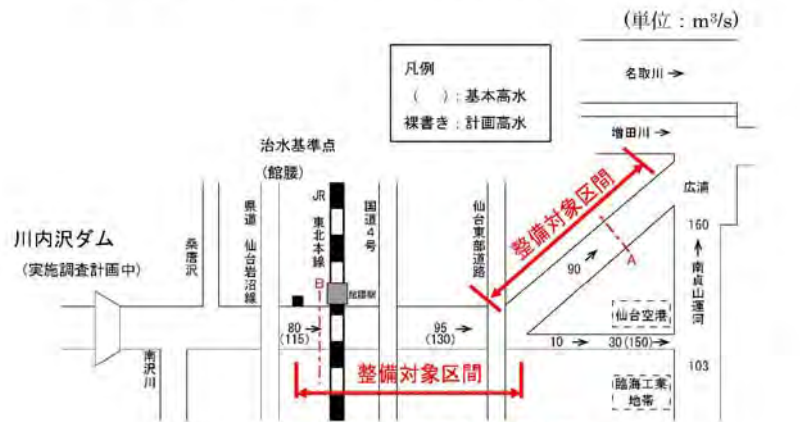 (単位：m³/s)
凡例
(　)：基本高水
裸書き：計画高水
名取川→
増田川→
治水基準点
(館腰)
広浦
川内沢ダム
(実施調査計画中)
桑唐沢
県道 仙台岩沼線
JR 東北本線
国道4号
仙台東部道路
整備対象区間
160
南貞山運河
90
A
B
館腰駅
仙台空港
80
(115)
95
(130)
10
30(150)
103
南沢川
整備対象区間
臨海工業
地帯